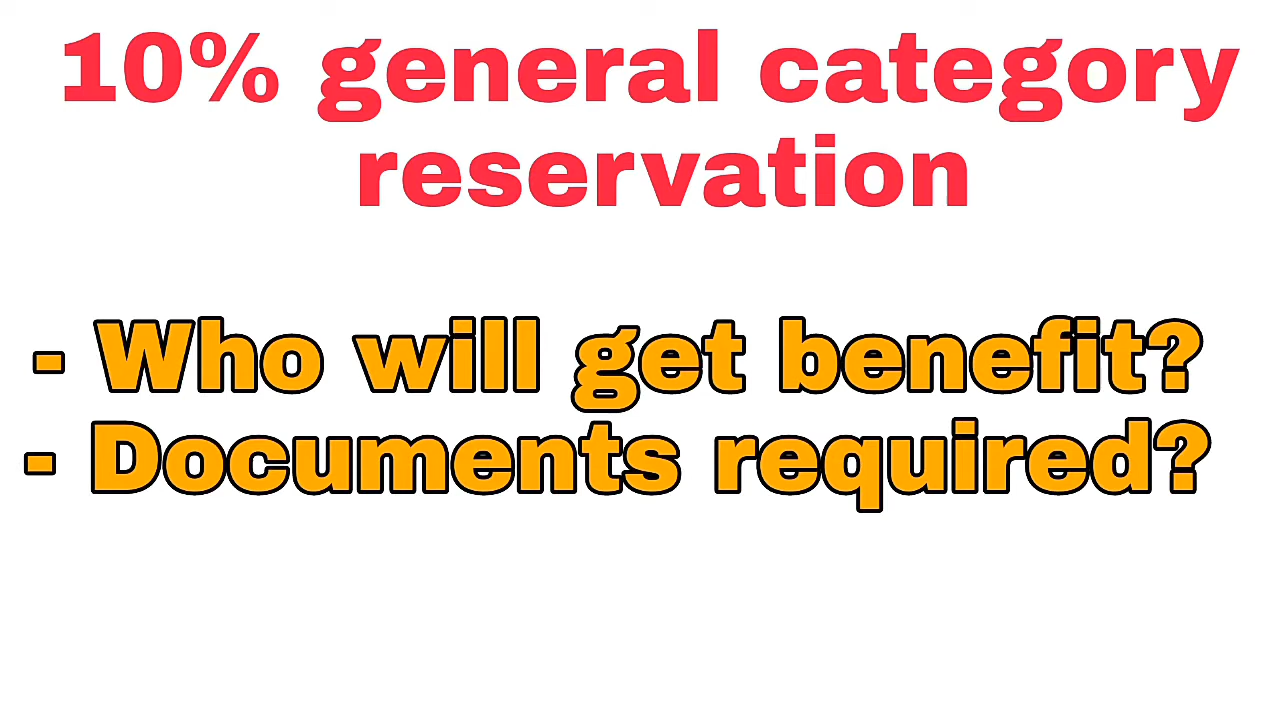 10% general category
reservation
- Who will get benefit?
- Documents required?